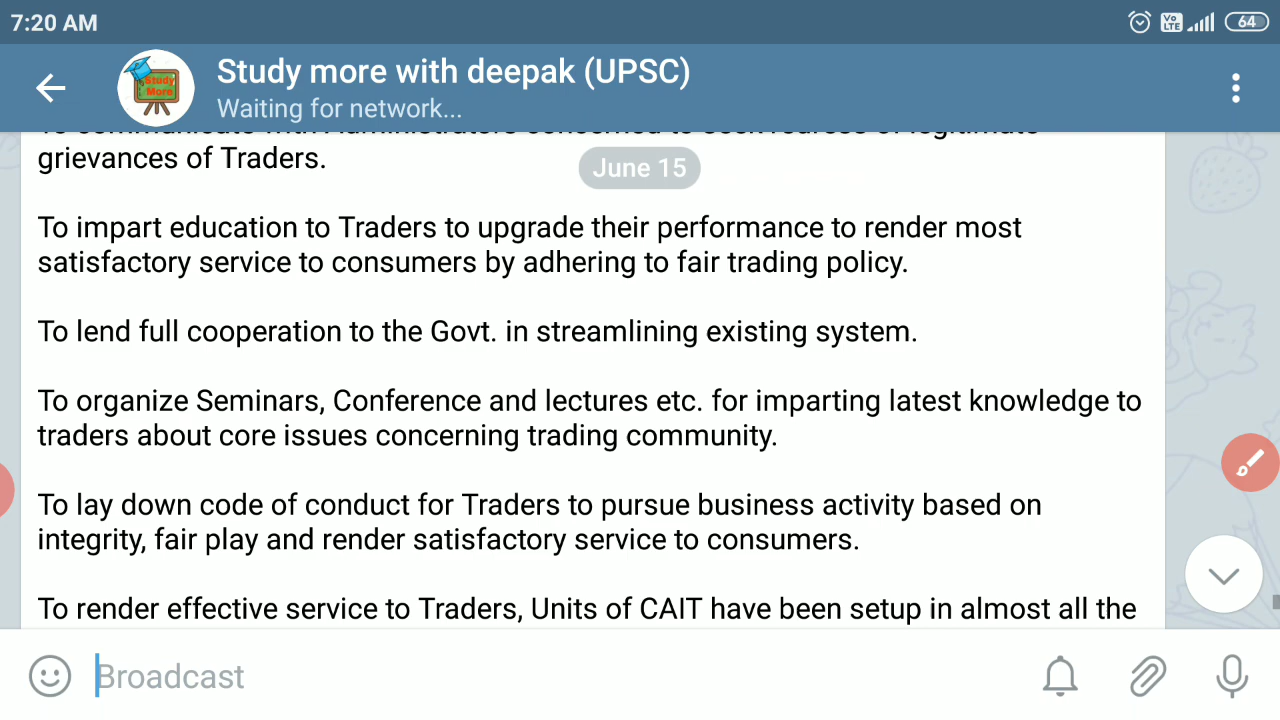 7:20 AM
Vo LTE
64
Study more with deepak (UPSC)
Study More
Waiting for network...
grievances of Traders.
June 15
To impart education to Traders to upgrade their performance to render most
satisfactory service to consumers by adhering to fair trading policy.
To lend full cooperation to the Govt. in streamlining existing system.
To organize Seminars, Conference and lectures etc. for imparting latest knowledge to
traders about core issues concerning trading community.
To lay down code of conduct for Traders to pursue business activity based on
integrity, fair play and render satisfactory service to consumers.
To render effective service to Traders, Units of CAIT have been setup in almost all the
Broadcast